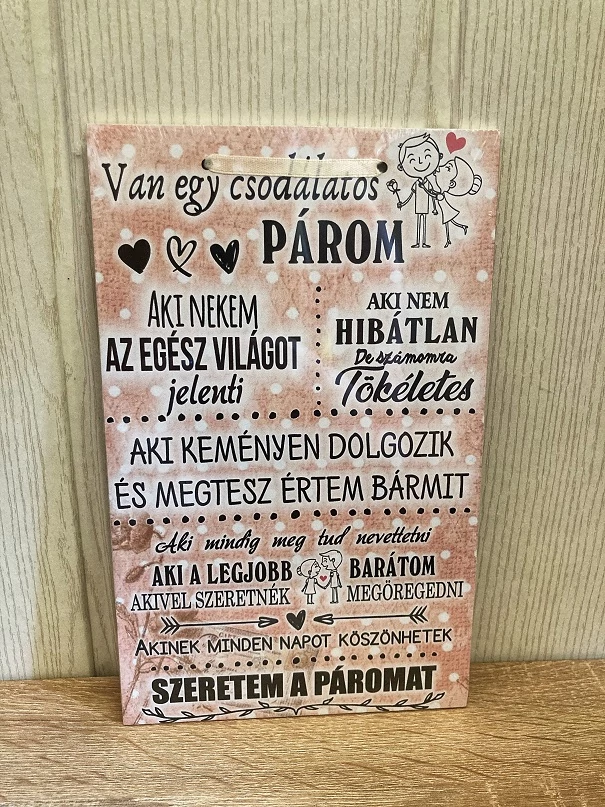 Van egy csodálatos
PÁROM
AKI NEKEM
AZ EGÉSZ VILÁGOT
jelenti
AKI NEM
HIBÁTLAN
De számomra
Tökéletes
AKI KEMÉNYEN DOLGOZIK
ÉS MEGTESZ ÉRTEM BÁRMIT
Aki mindig meg tud nevettetni
AKI A LEGJOBB BARÁTOM
AKIVEL SZERETNÉK MEGÖREGEDNI
AKINEK MINDEN NAPOT KÖSZÖNHETEK
SZERETEM A PÁROMAT